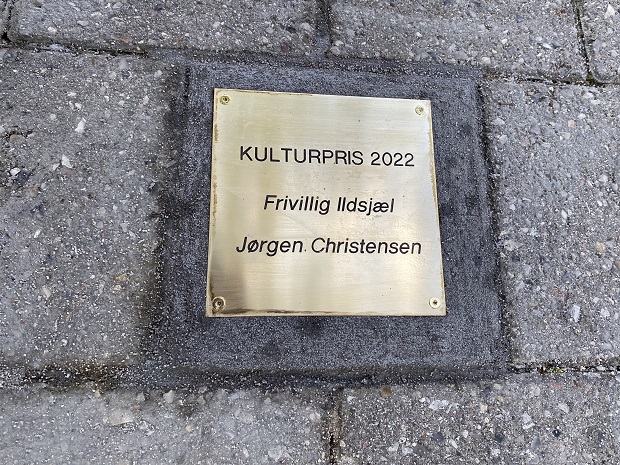 KULTURPRIS 2022
Frivillig Ildsjæl
Jørgen Christensen